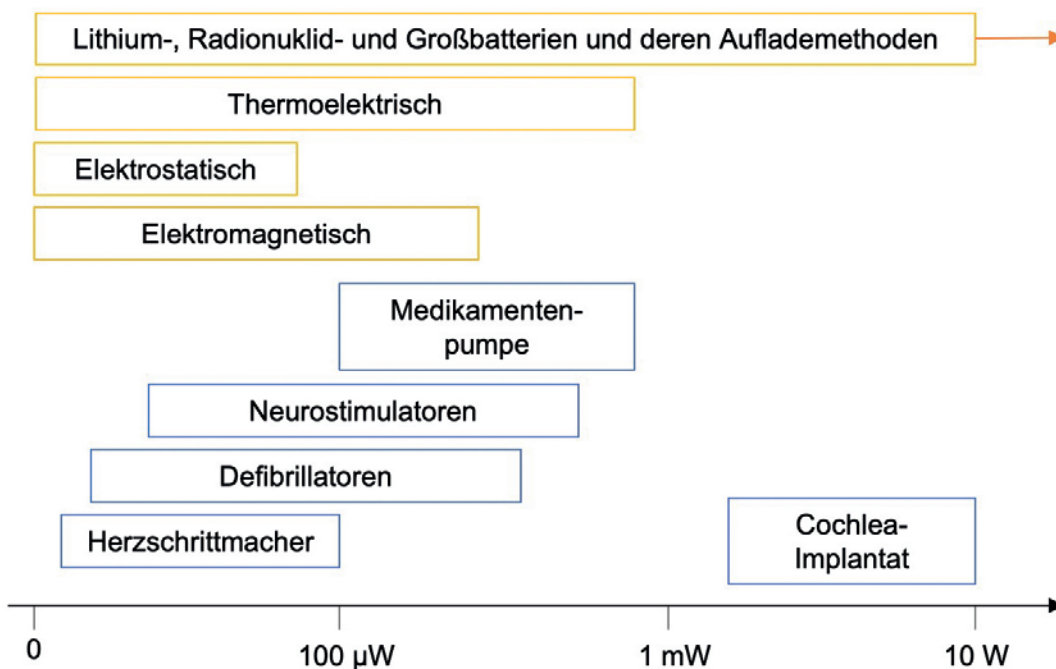 Lithium-, Radionuklid- und Großbatterien und deren Auflademethoden
Thermoelektrisch
Elektrostatisch
Elektromagnetisch
Medikamenten-
pumpe
Neurostimulatoren
Defibrillatoren
Herzschrittmacher
Cochlea-
Implantat
0
100 µW
1 mW
10 W